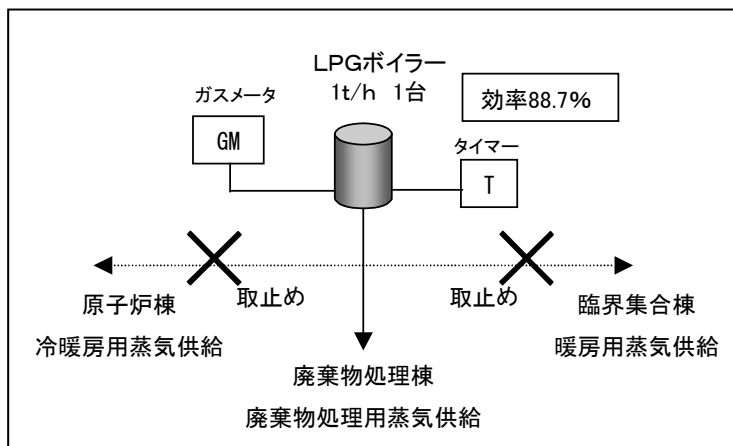 LPGボイラー
1t/h 1台
効率88.7%
ガスメータ
GM
タイマー
T
取止め
取止め
原子炉棟
冷暖房用蒸気供給
臨界集合棟
暖房用蒸気供給
廃棄物処理棟
廃棄物処理用蒸気供給